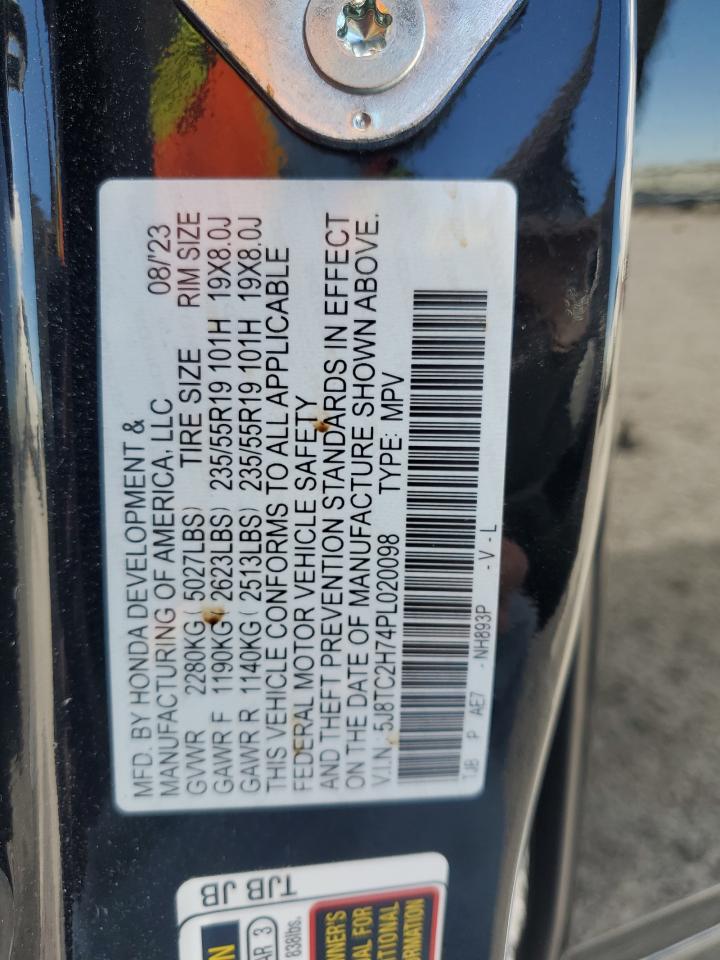 MFD. BY HONDA DEVELOPMENT &
MANUFACTURING OF AMERICA, LLC 08/'23
GVWR 2280KG ( 5027LBS) TIRE SIZE RIM SIZE
GAWR F 1190KG ( 2623LBS) 235/55R19 101H 19X8.0J
GAWR R 1140KG ( 2513LBS) 235/55R19 101H 19X8.0J
THIS VEHICLE CONFORMS TO ALL APPLICABLE
FEDERAL MOTOR VEHICLE SAFETY
AND THEFT PREVENTION STANDARDS IN EFFECT
ON THE DATE OF MANUFACTURE SHOWN ABOVE.
V.I.N.: 5J8TC2H74PL020098 TYPE: MPV
TJB P AE7 - NH893P - V - L
TJB JB
N
AR 3
838lbs.